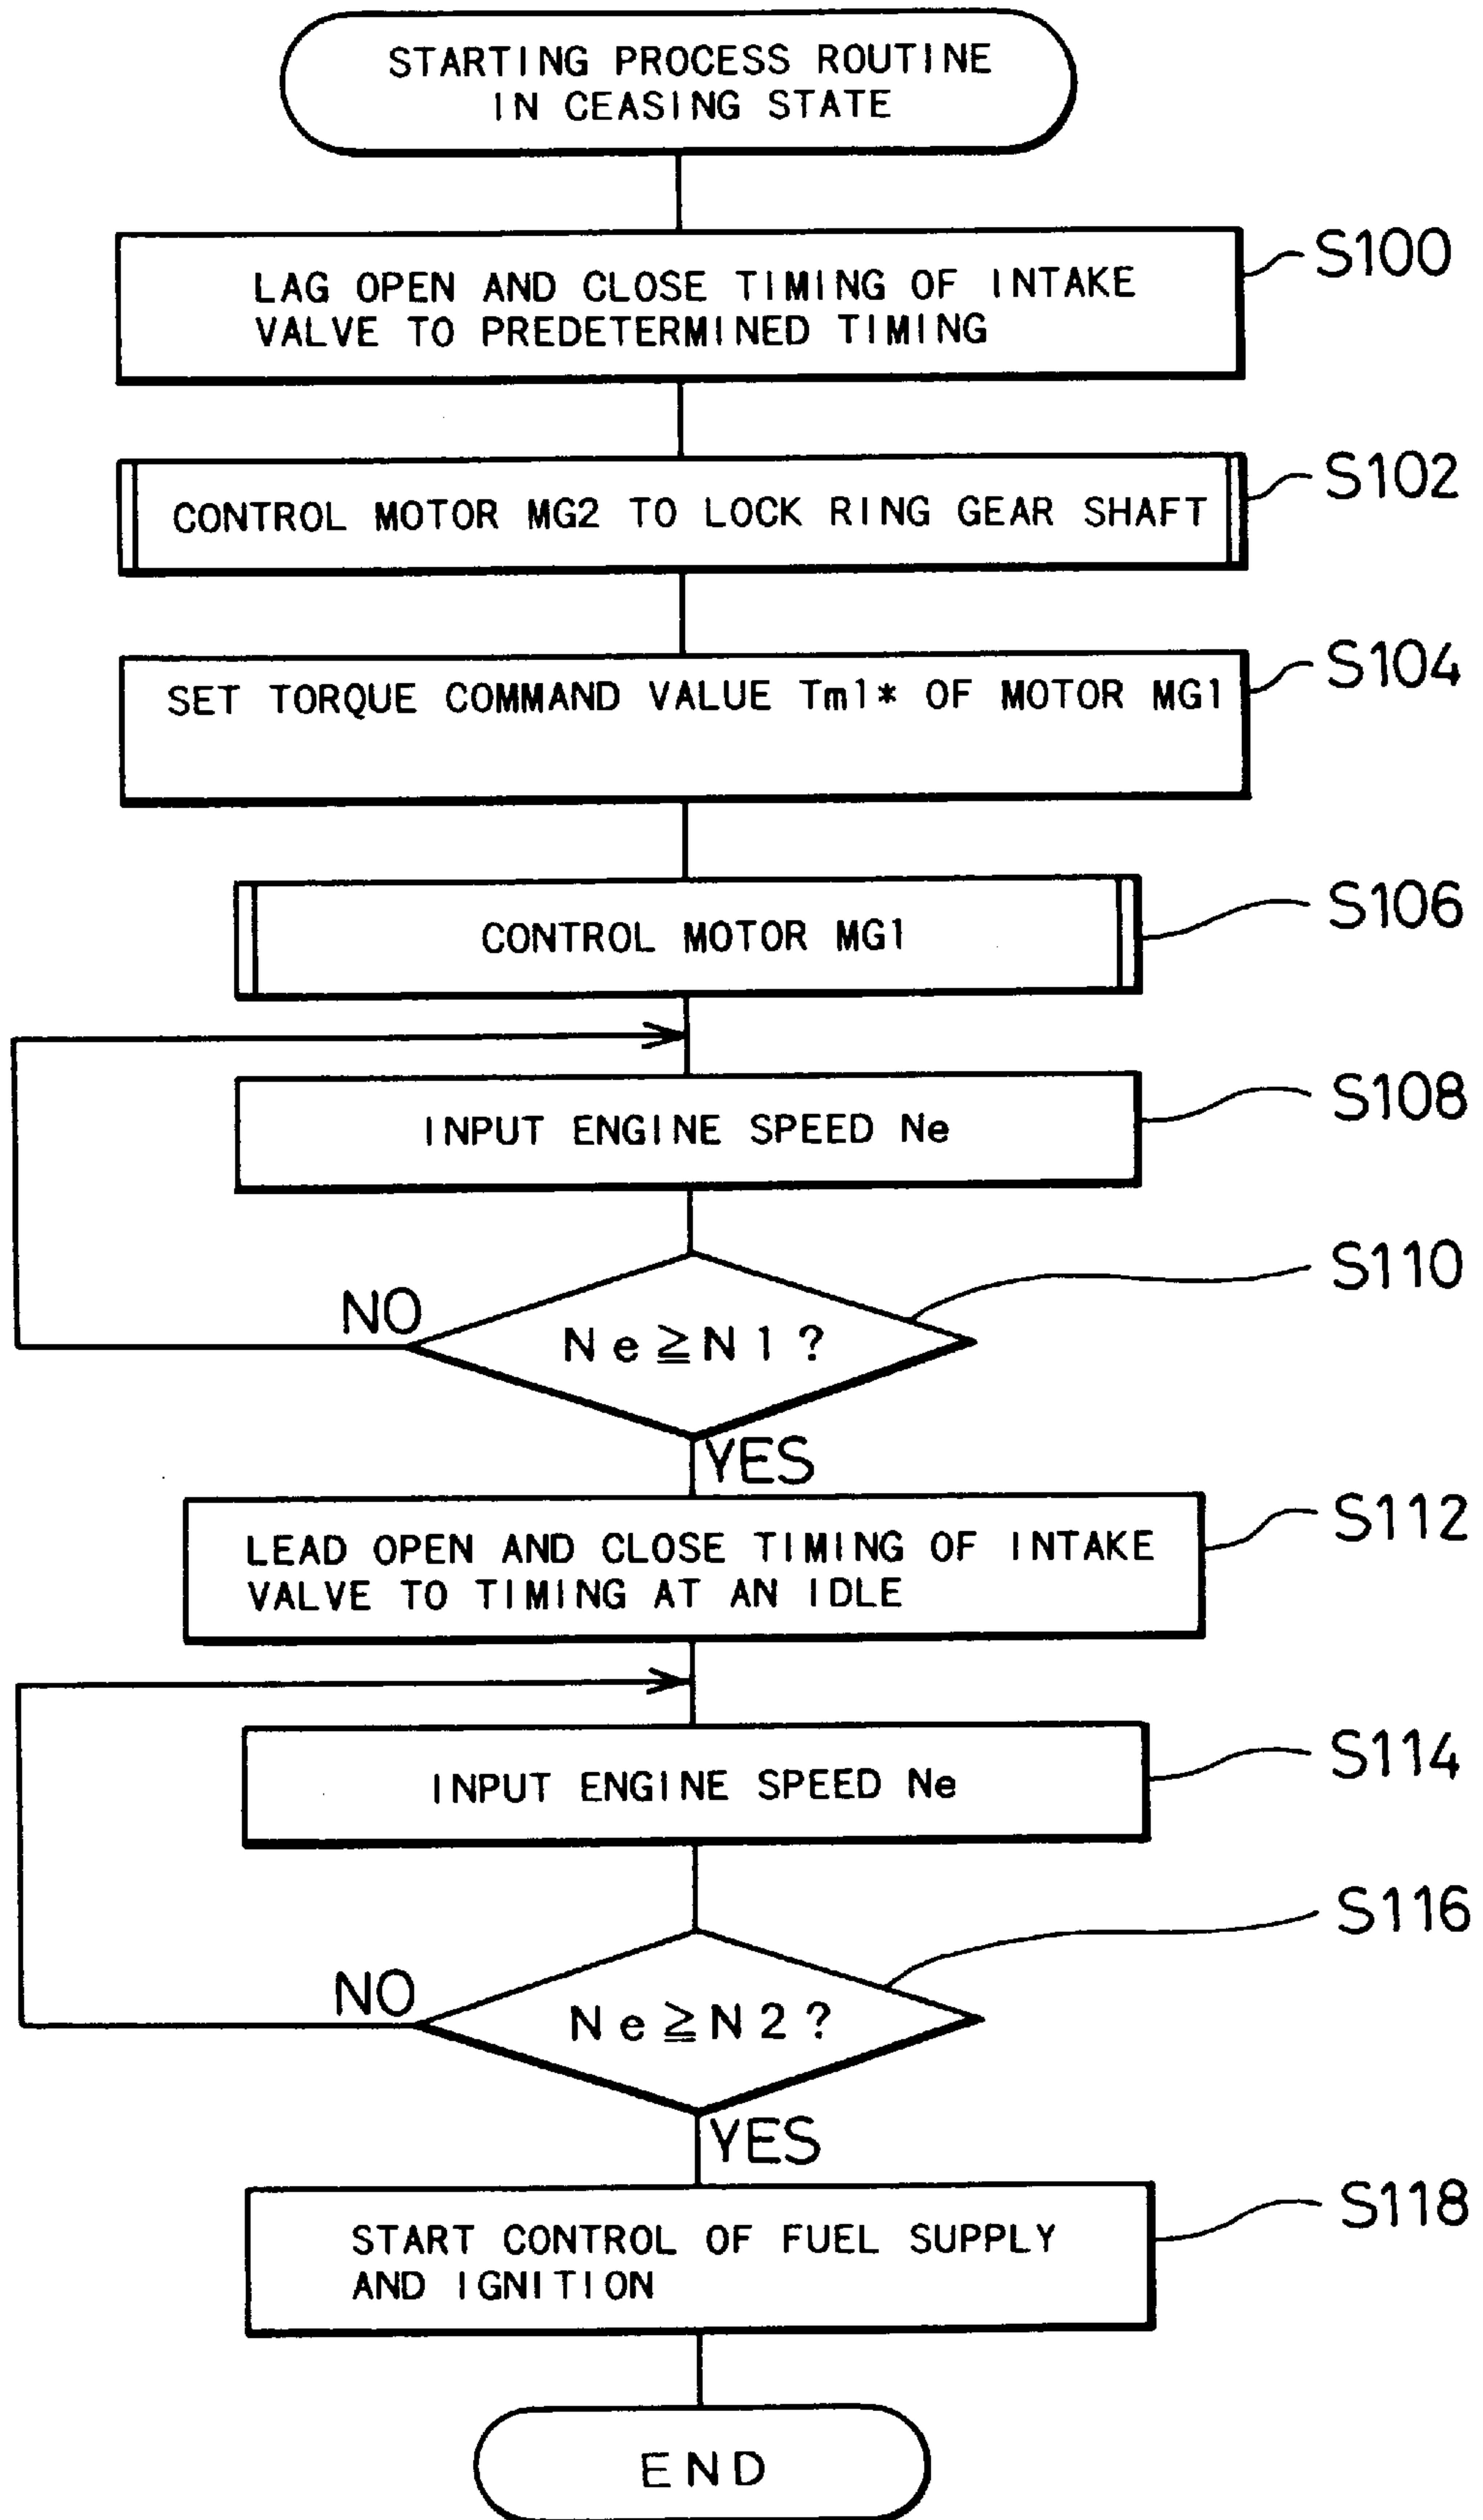 STARTING PROCESS ROUTINE
IN CEASING STATE
LAG OPEN AND CLOSE TIMING OF INTAKE
VALVE TO PREDETERMINED TIMING
S100
CONTROL MOTOR MG2 TO LOCK RING GEAR SHAFT
S102
SET TORQUE COMMAND VALUE Tm1* OF MOTOR MG1
S104
CONTROL MOTOR MG1
S106
INPUT ENGINE SPEED Ne
S108
Ne≧N1?
S110
NO
YES
LEAD OPEN AND CLOSE TIMING OF INTAKE
VALVE TO TIMING AT AN IDLE
S112
INPUT ENGINE SPEED Ne
S114
Ne≧N2?
S116
NO
YES
START CONTROL OF FUEL SUPPLY
AND IGNITION
S118
END